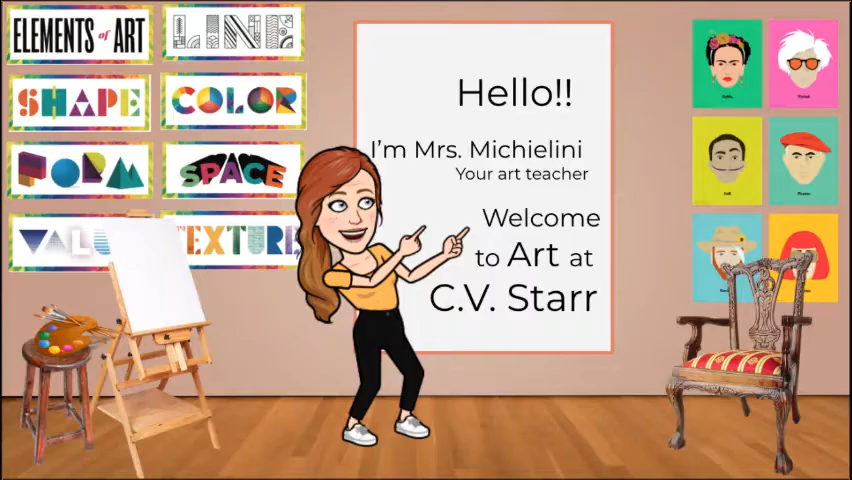 ELEMENTS of ART
LINE
SHAPE
COLOR
FORM
SPACE
VALU
TEXTURE
Hello!!
I'm Mrs. Michielini
Your art teacher
Welcome
to Art at
C.V. Starr